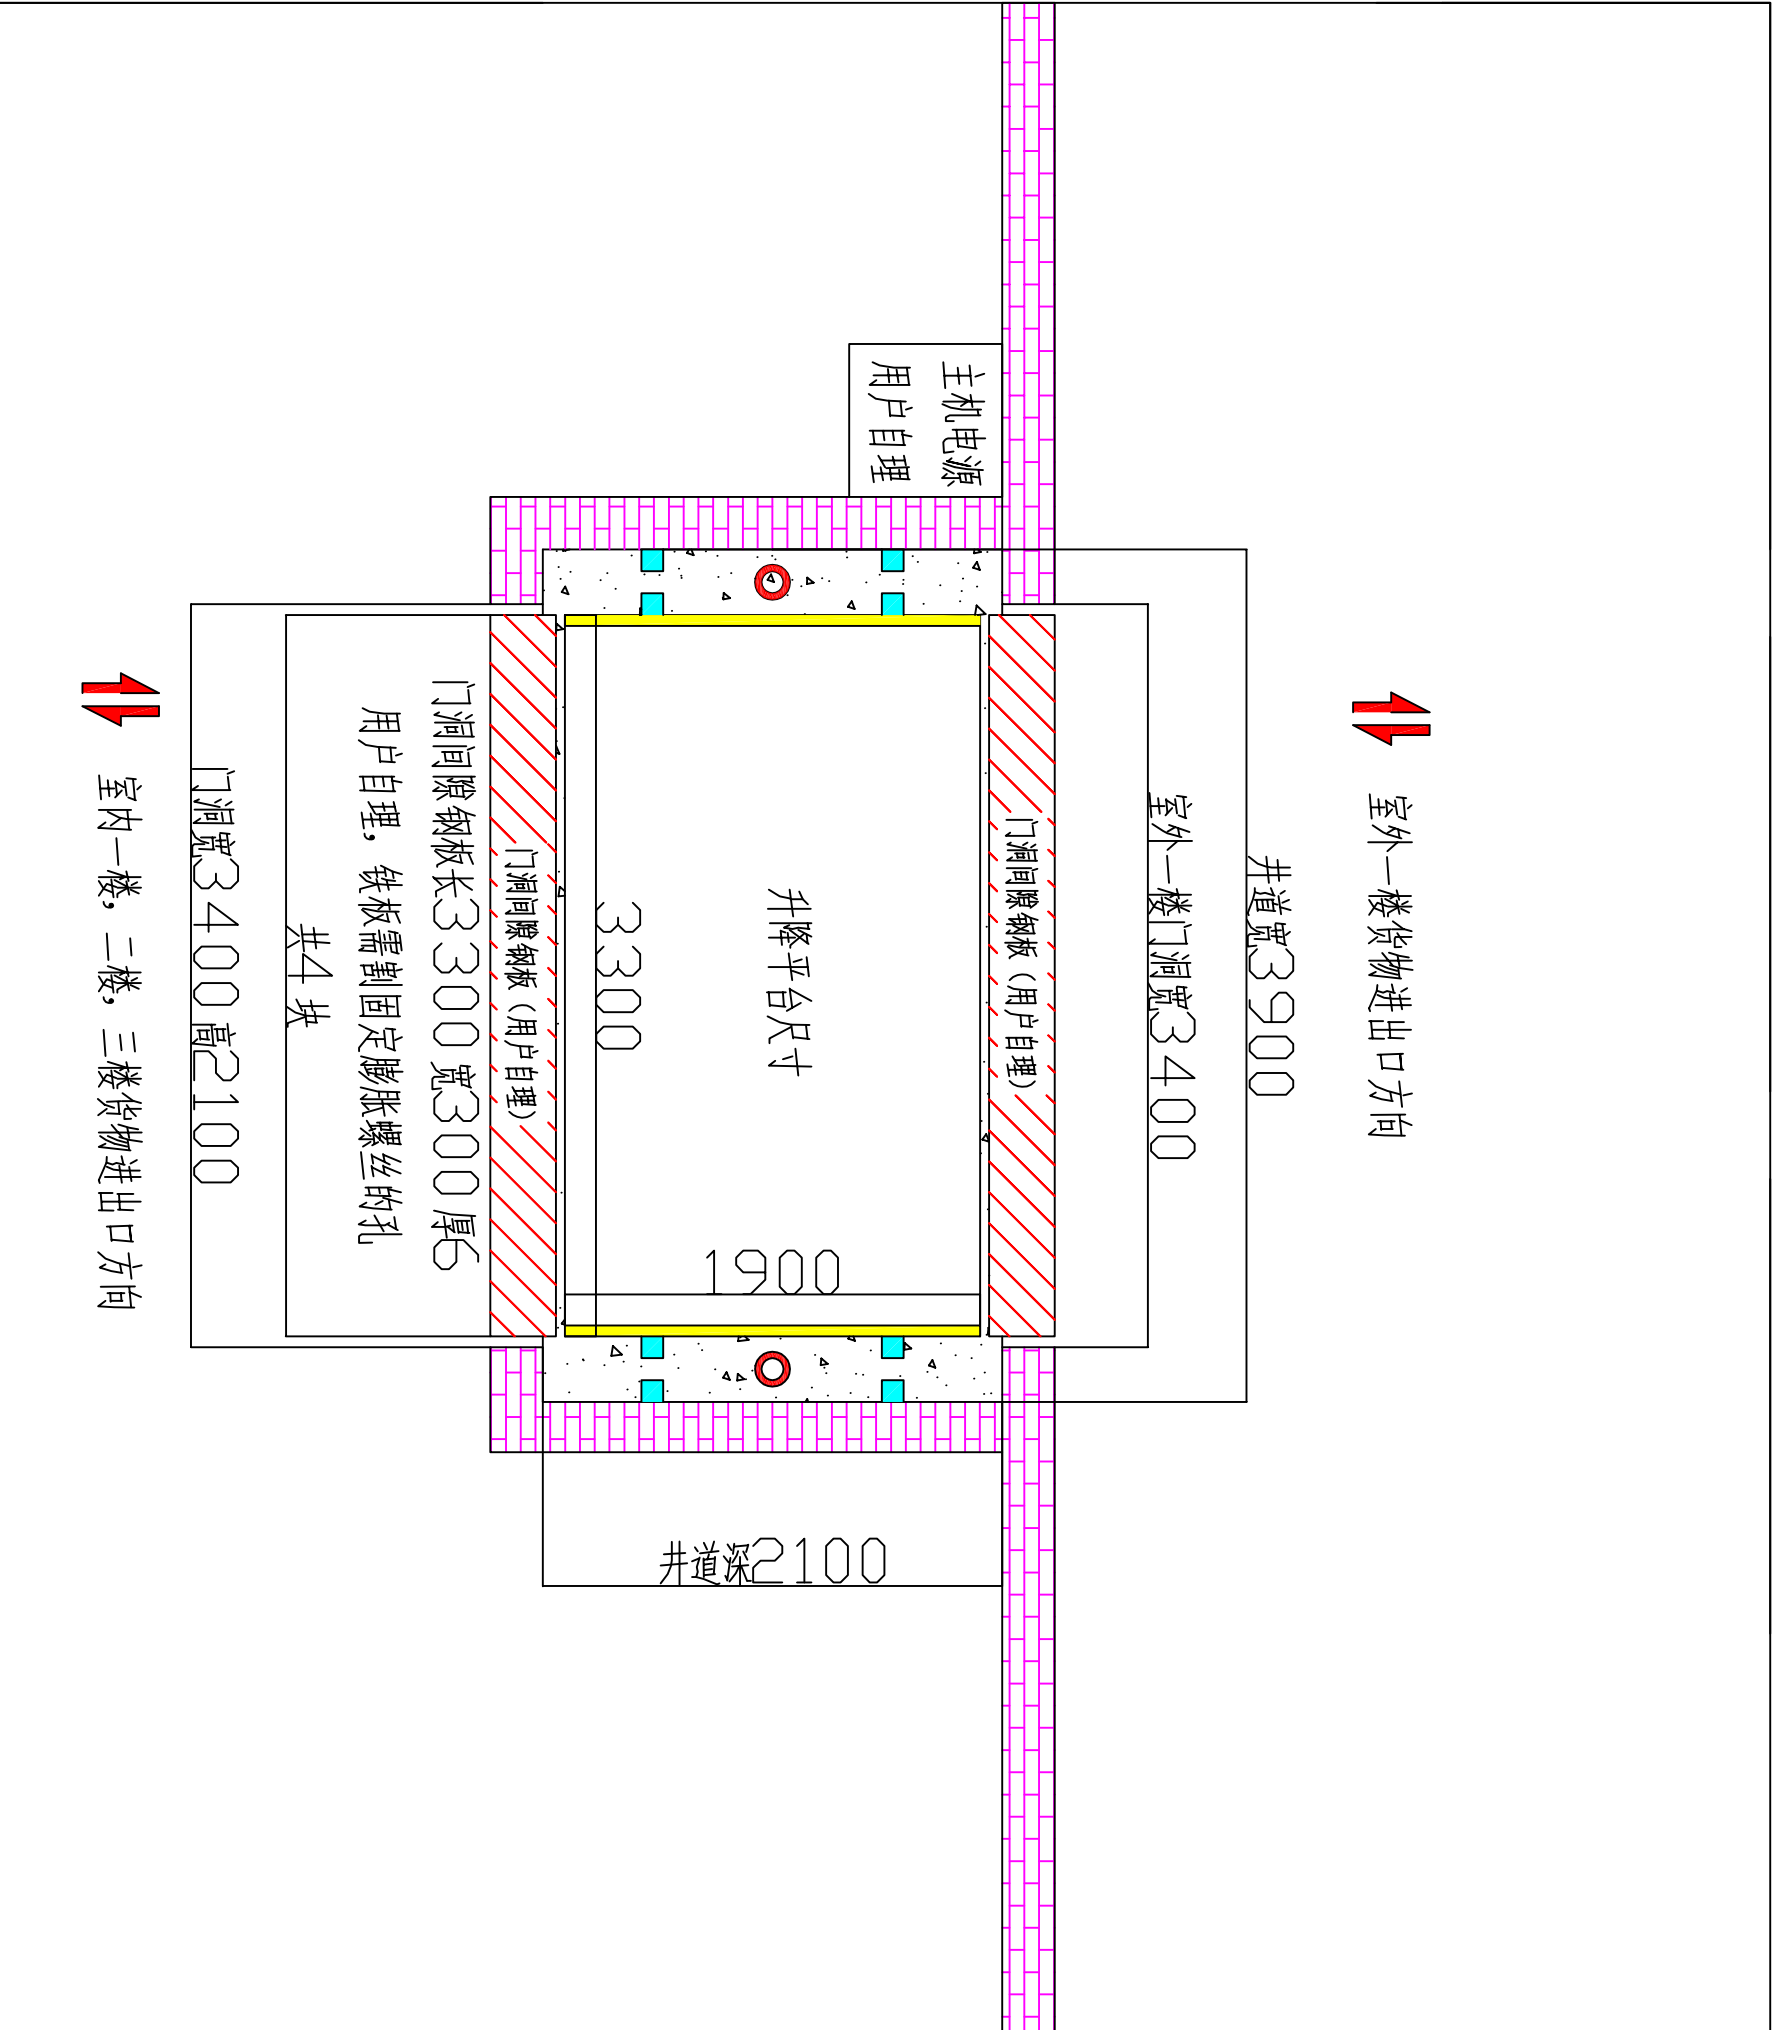 室外一楼货物进出口方向
井道宽3900
室外一楼门洞宽3400
门洞间隙钢板（用户自理）
主机电源
用户自理
升降平台尺寸
3300
1900
井道深2100
门洞间隙钢板（用户自理）
门洞间隙钢板长3300宽300厚6
用户自理，铁板需割固定膨胀螺丝的孔
共4块
门洞宽3400高2100
室内一楼，二楼，三楼货物进出口方向